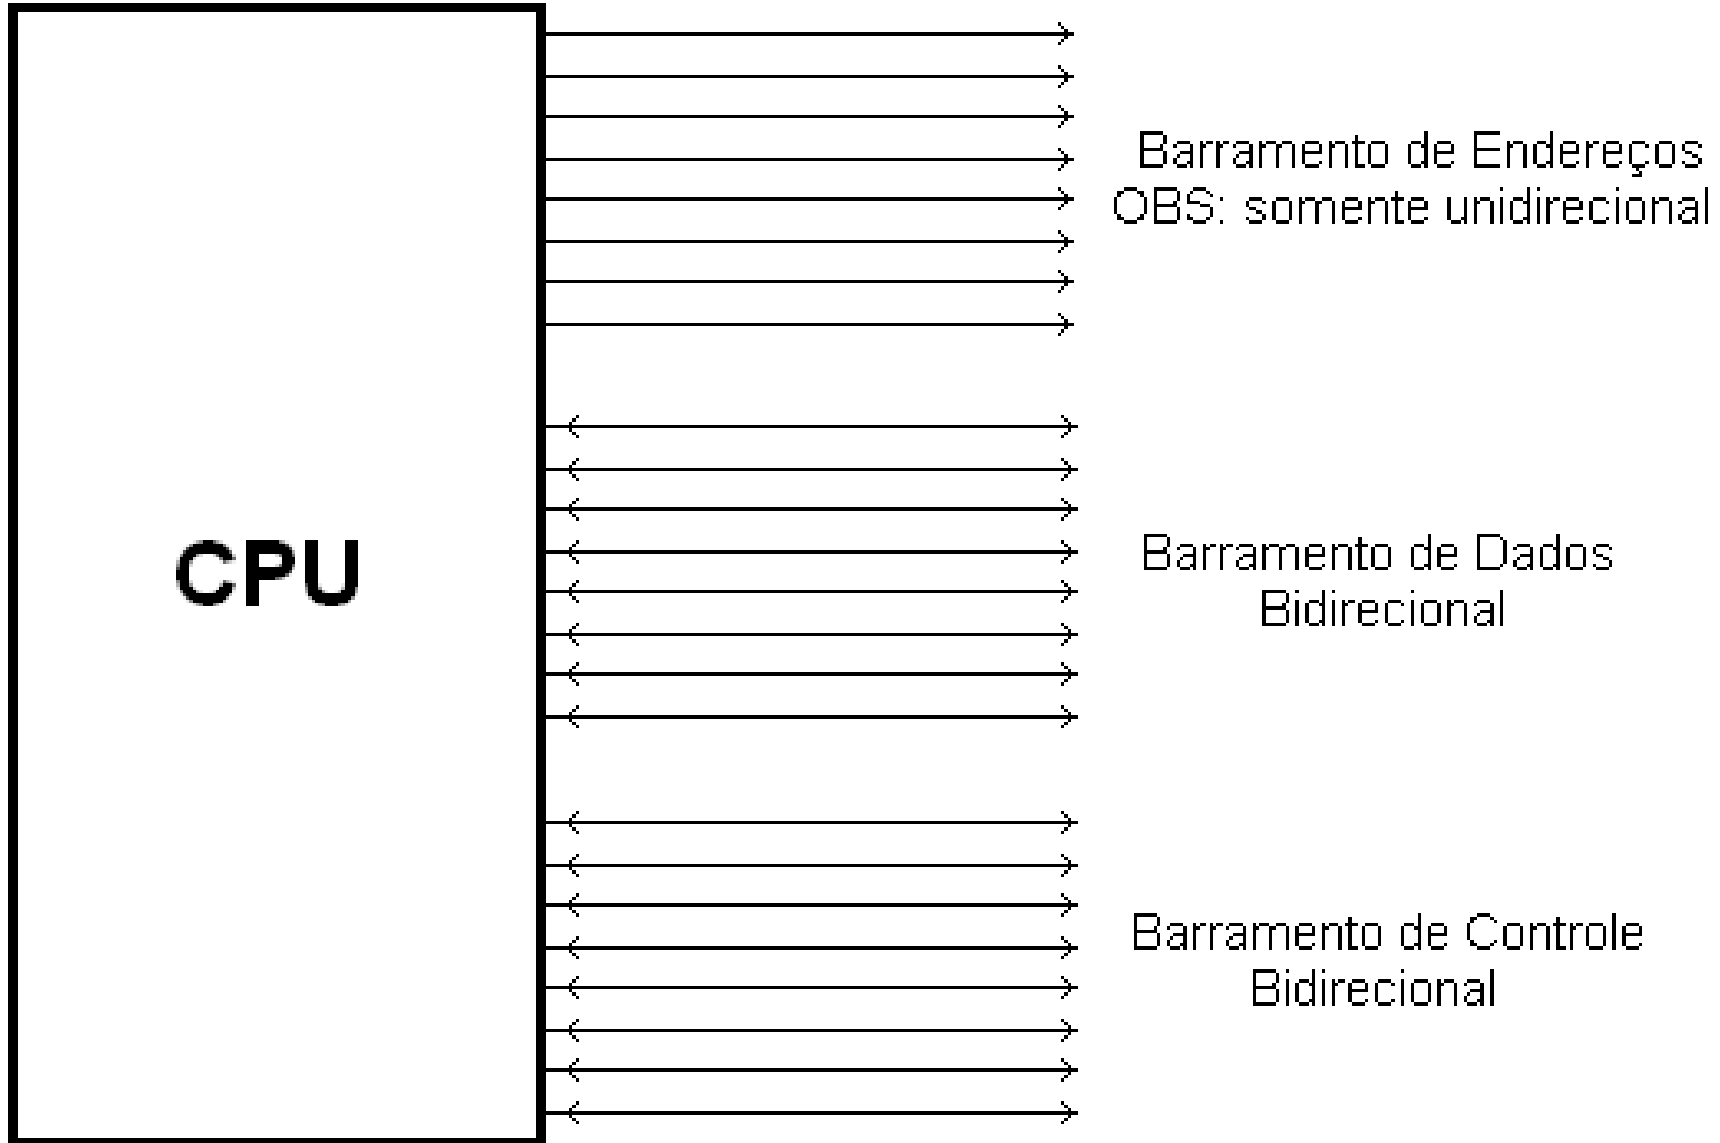 Barramento de Endereços
OBS: somente unidirecional
CPU
Barramento de Dados
Bidirecional
Barramento de Controle
Bidirecional